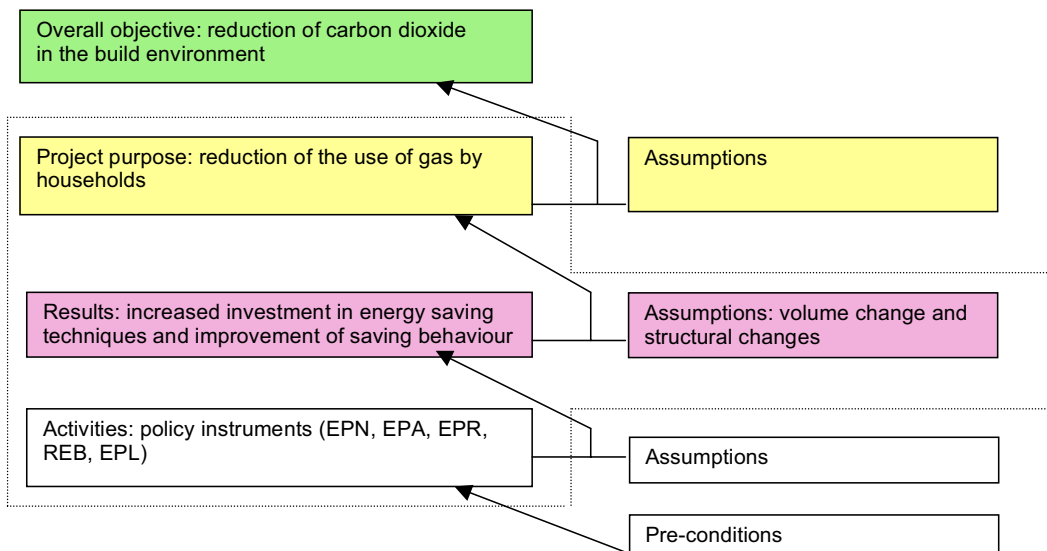 Overall objective: reduction of carbon dioxide
in the build environment
Project purpose: reduction of the use of gas by
households
Assumptions
Results: increased investment in energy saving
techniques and improvement of saving behaviour
Assumptions: volume change and
structural changes
Activities: policy instruments (EPN, EPA, EPR,
REB, EPL)
Assumptions
Pre-conditions